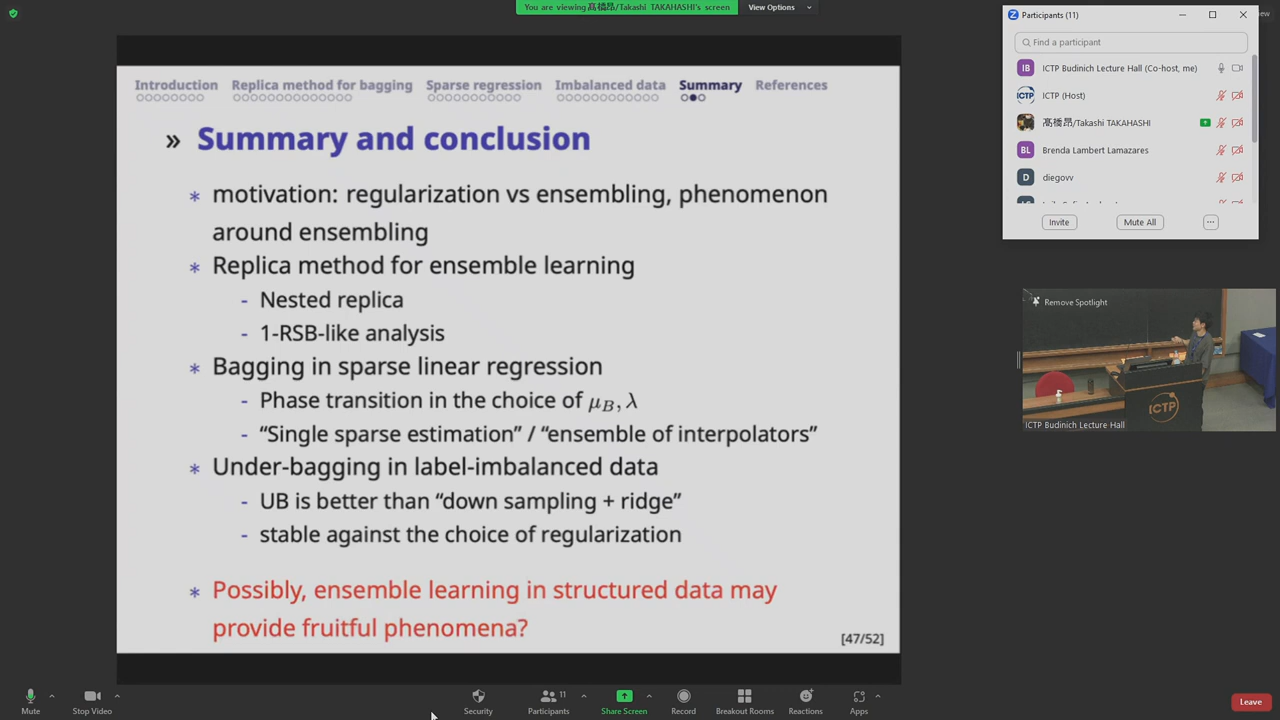 You are viewing 髙橋昂/Takashi TAKAHASHI's screen
View Options
Participants (11)
Find a participant
IB
ICTP Budinich Lecture Hall (Co-host, me)
ICTP
ICTP (Host)
髙橋昂/Takashi TAKAHASHI
BL
Brenda Lambert Lamazares
D
diegovv
Invite
Mute All
...
Introduction
Replica method for bagging
Sparse regression
Imbalanced data
Summary
References
» Summary and conclusion
* motivation: regularization vs ensembling, phenomenon
around ensembling
* Replica method for ensemble learning
- Nested replica
- 1-RSB-like analysis
* Bagging in sparse linear regression
- Phase transition in the choice of μ_B, λ
- “Single sparse estimation” / “ensemble of interpolators”
* Under-bagging in label-imbalanced data
- UB is better than “down sampling + ridge”
- stable against the choice of regularization
* Possibly, ensemble learning in structured data may
provide fruitful phenomena?
[47/52]
Remove Spotlight
ICTP
ICTP Budinich Lecture Hall
Mute
Stop Video
Security
Participants
11
Share Screen
Record
Breakout Rooms
Reactions
Apps
Leave